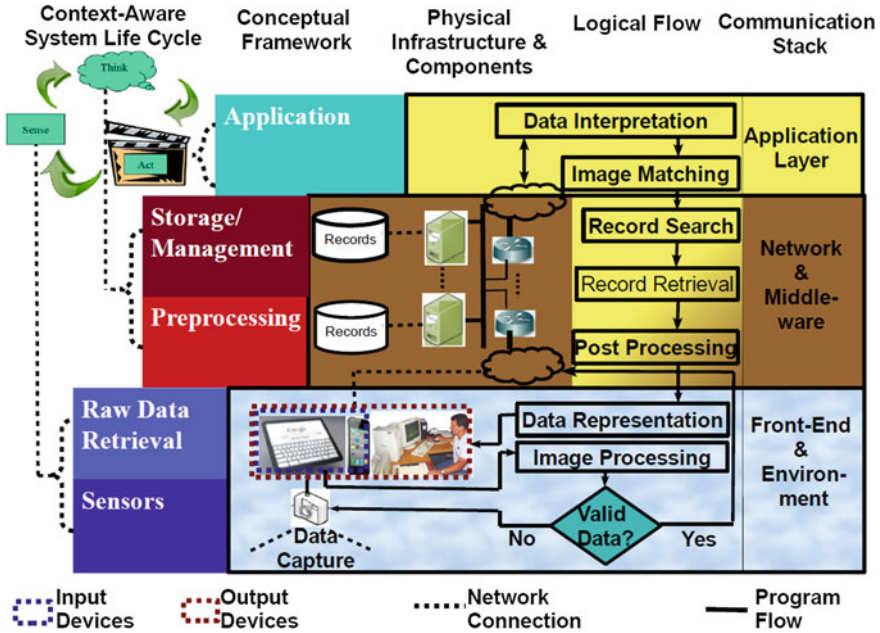 Context-Aware
System Life Cycle
Conceptual
Framework
Physical
Infrastructure &
Components
Logical Flow
Communication
Stack
Think
Sense
Act
Application
Data Interpretation
Image Matching
Application
Layer
Storage/
Management
Records
Record Search
Record Retrieval
Network
&
Middle-
ware
Preprocessing
Records
Post Processing
Raw Data
Retrieval
Data Representation
Image Processing
Front-End
&
Environ-
ment
Sensors
Valid
Data?
No
Yes
Data
Capture
Input
Devices
Output
Devices
Network
Connection
Program
Flow